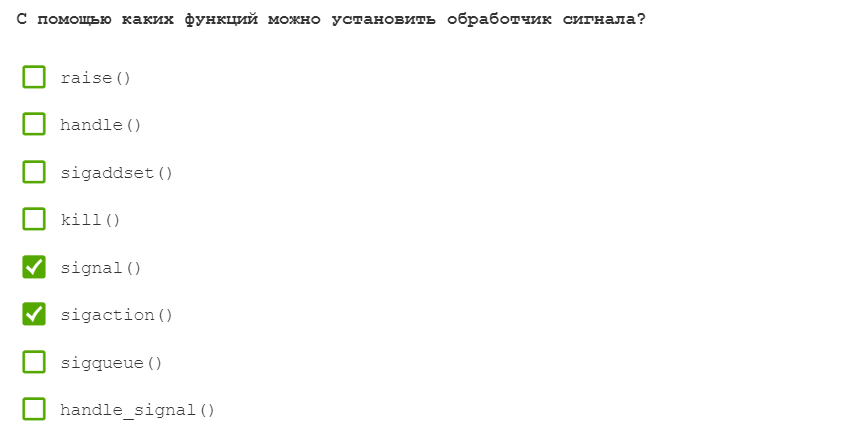 С помощью каких функций можно установить обработчик сигнала?
raise()
handle()
sigaddset()
kill()
signal()
sigaction()
sigqueue()
handle_signal()